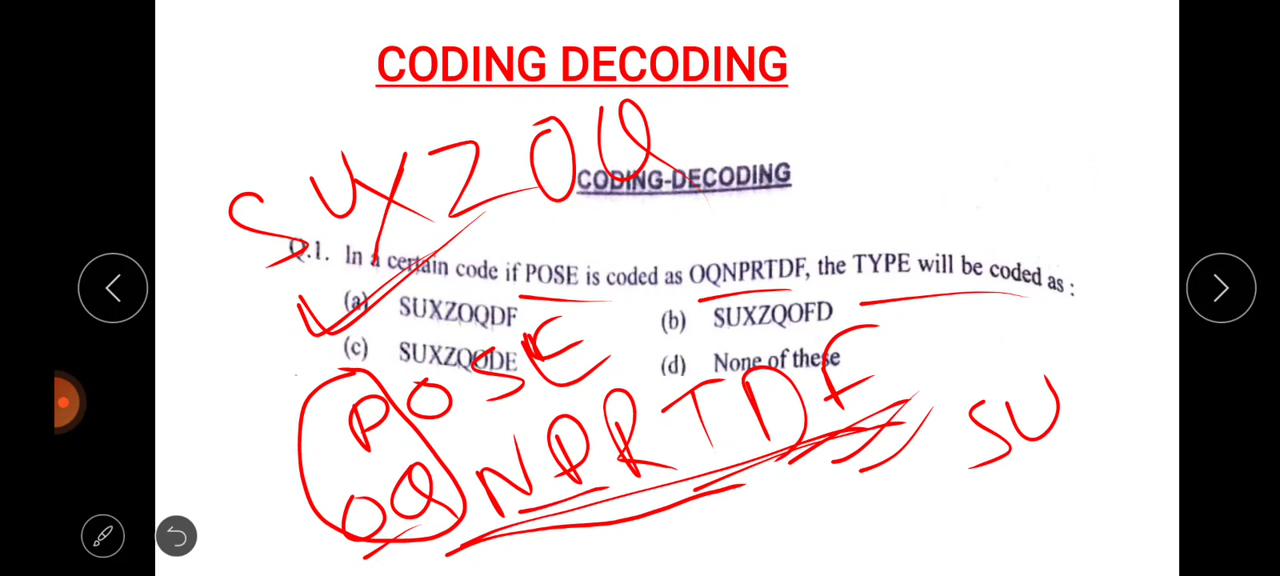 CODING DECODING
SUXZOQ
CODING-DECODING
Q.1. In a certain code if POSE is coded as OQNPRTDF, the TYPE will be coded as :
(a) SUXZOQDF (b) SUXZQOFD
(c) SUXZQODE (d) None of these
POSE
OQNPRTDF
SU